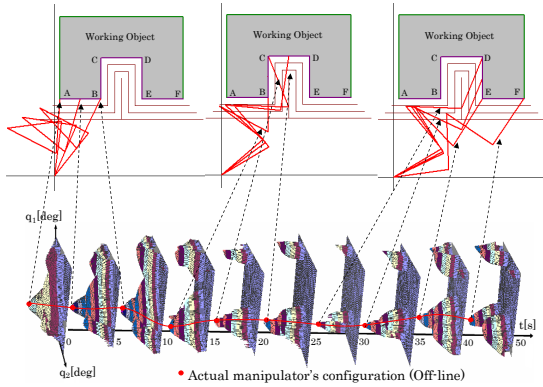 Working Object
C D
A B E F
Working Object
C D
A B E F
Working Object
C D
A B E F
q₁[deg]
t[s]
0 5 10 15 20 25 30 35 40 45 50
q₂[deg]
Actual manipulator's configuration (Off-line)